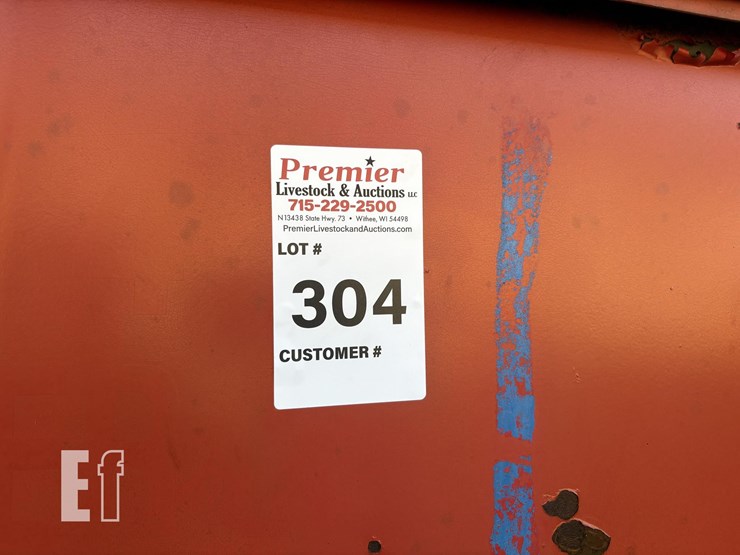 Premier
Livestock & Auctions LLC
715-229-2500
N13438 State Hwy. 73 • Withee, WI 54498
PremierLivestockandAuctions.com
LOT #
304
CUSTOMER #
Ef